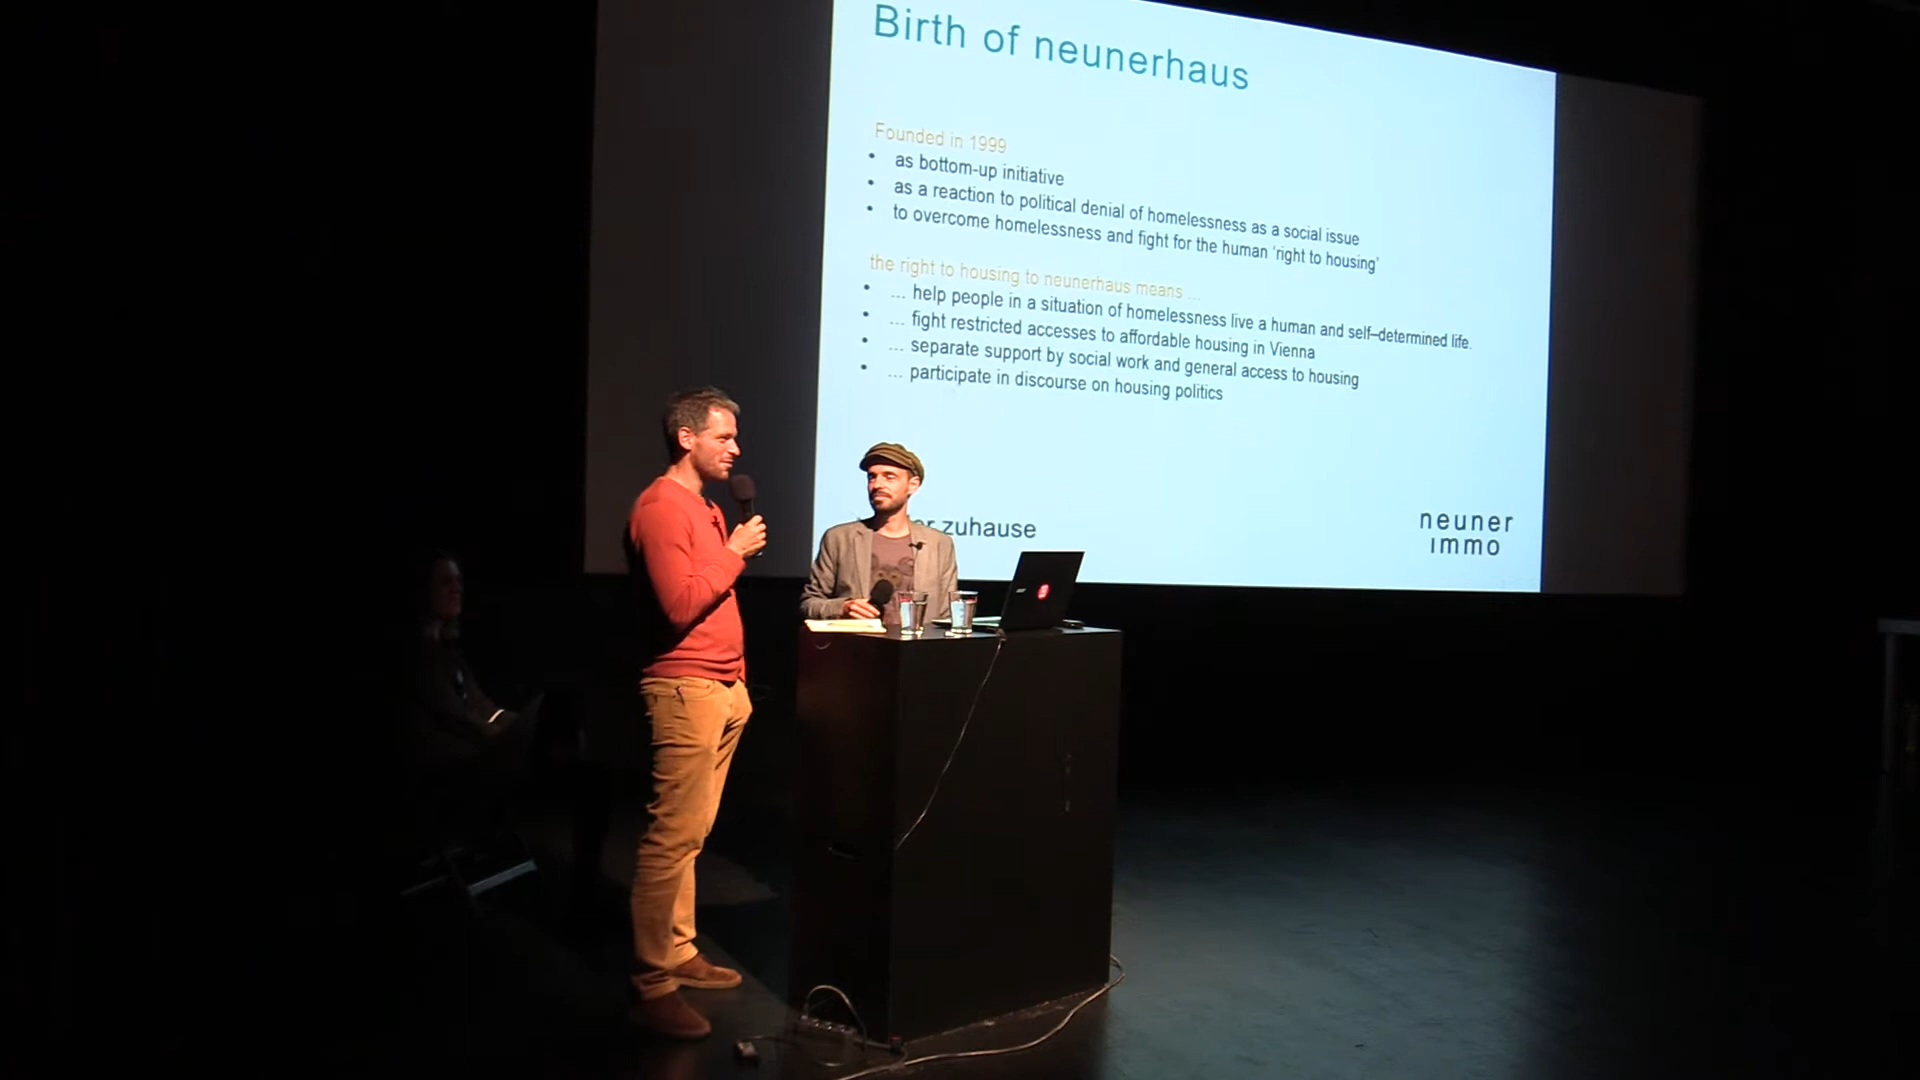 Birth of neunerhaus
Founded in 1999
• as bottom-up initiative
• as a reaction to political denial of homelessness as a social issue
• to overcome homelessness and fight for the human 'right to housing'
the right to housing to neunerhaus means ...
• ... help people in a situation of homelessness live a human and self–determined life.
• ... fight restricted accesses to affordable housing in Vienna
• ... separate support by social work and general access to housing
• ... participate in discourse on housing politics
zuhause
neuner
immo